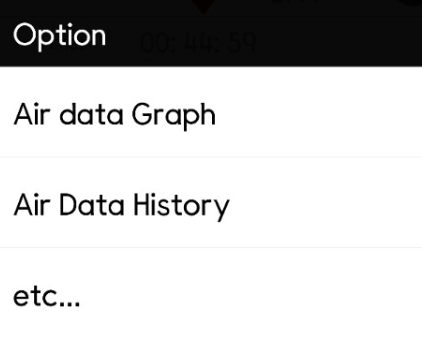 Option
00:44:59
Air data Graph
Air Data History
etc...